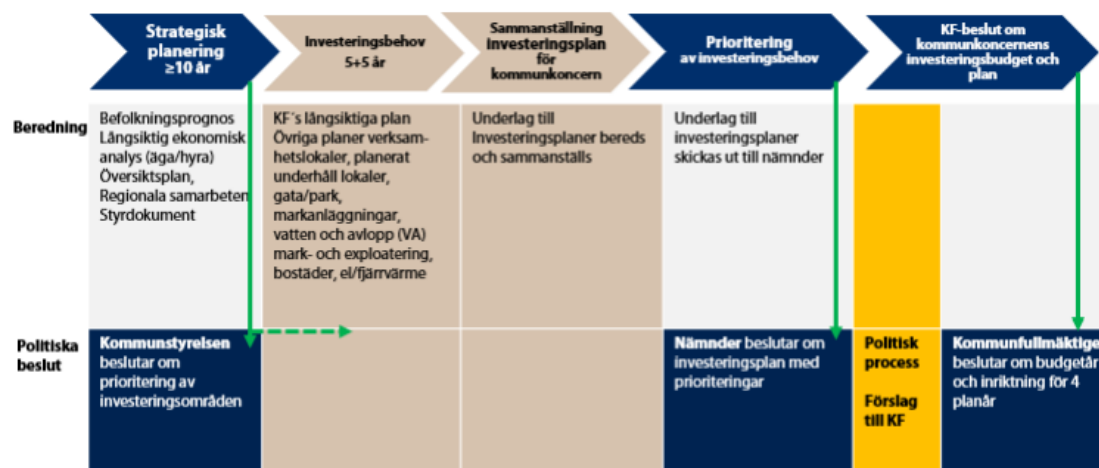 Strategisk
planering
≥10 år
Investeringsbehov
5+5 år
Sammanställning
investeringsplan
för
kommunkoncern
Prioritering
av investeringsbehov
KF-beslut om
kommunkoncernens
investeringsbudget och
plan
Beredning
Befolkningsprognos
Långsiktig ekonomisk
analys (äga/hyra)
Översiktsplan,
Regionala samarbeten
Styrdokument
KF´s långsiktiga plan
Övriga planer verksam-
hetslokaler, planerat
underhåll lokaler,
gata/park,
markanläggningar,
vatten och avlopp (VA)
mark- och exploatering,
bostäder, el/fjärrvärme
Underlag till
Investeringsplaner bereds
och sammanställs
Underlag till
investeringsplaner
skickas ut till nämnder
Politiska
beslut
Kommunstyrelsen
beslutar om
prioritering av
investeringsområden
Nämnder beslutar om
investeringsplan med
prioriteringar
Politisk
process
Förslag
till KF
Kommunfullmäktige
beslutar om budgetår
och inriktning för 4
planår